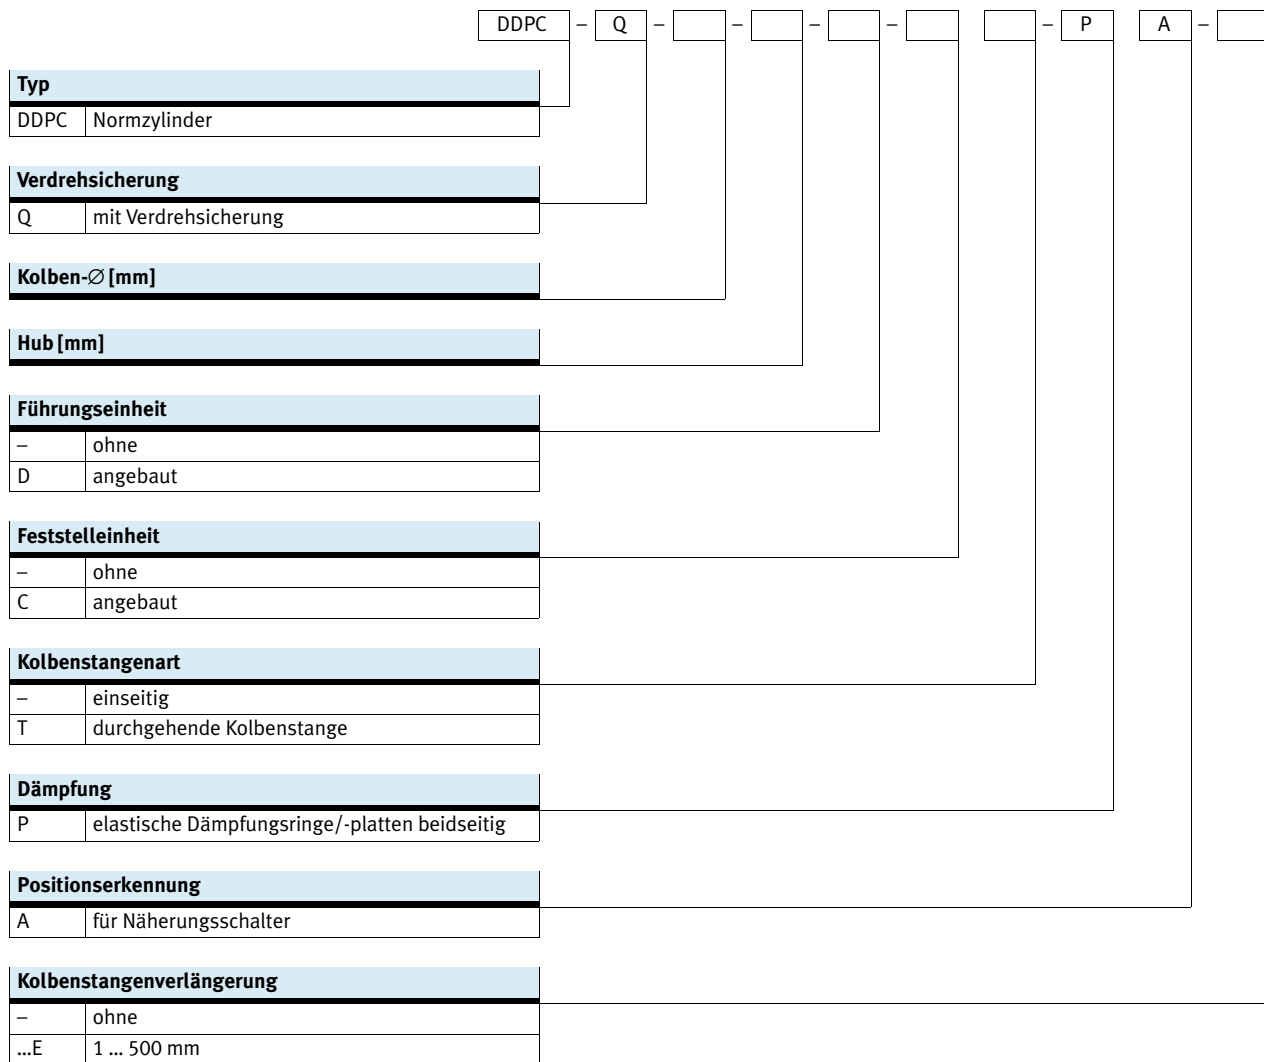 DDPC – Q – – – – – P A –
Typ
DDPC Normzylinder
Verdrehsicherung
Q mit Verdrehsicherung
Kolben-∅ [mm]
Hub [mm]
Führungseinheit
– ohne
D angebaut
Feststelleinheit
– ohne
C angebaut
Kolbenstangenart
– einseitig
T durchgehende Kolbenstange
Dämpfung
P elastische Dämpfungsringe/-platten beidseitig
Positionserkennung
A für Näherungsschalter
Kolbenstangenverlängerung
– ohne
...E 1 ... 500 mm